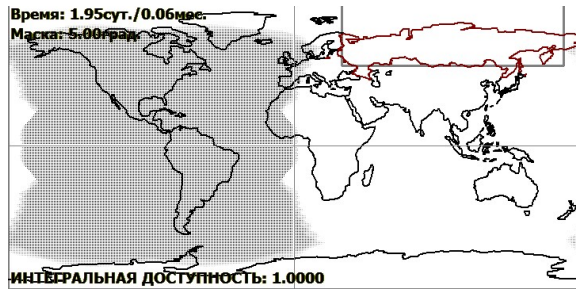 Время: 1.95сут./0.06мес.
Маска: 5.00град.
ИНТЕГРАЛЬНАЯ ДОСТУПНОСТЬ: 1.0000